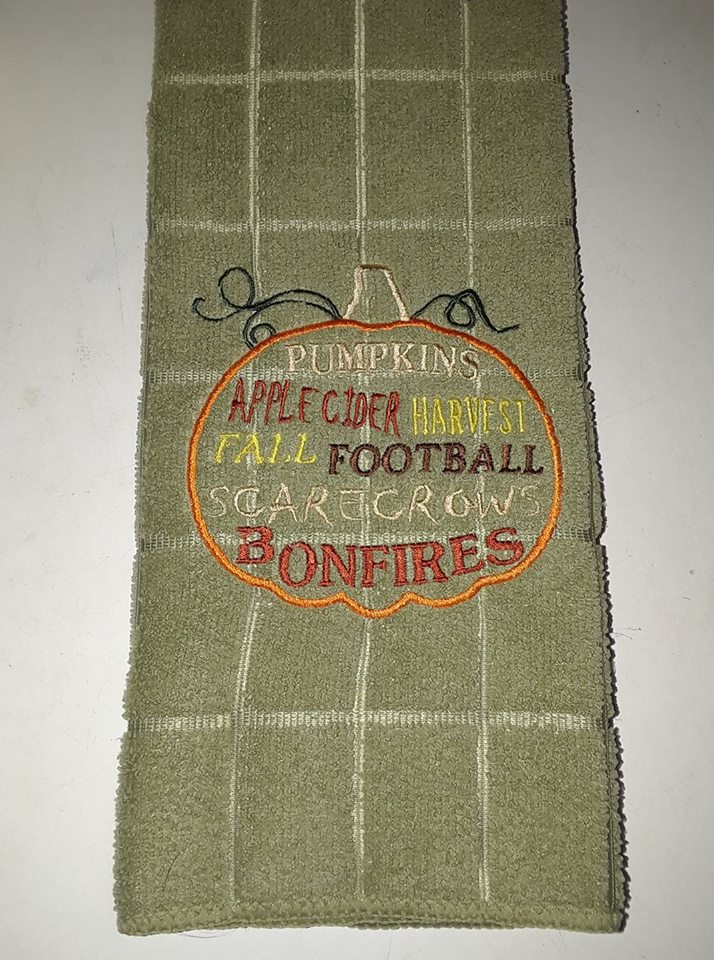 PUMPKINS
APPLE CIDER HARVEST
FALL FOOTBALL
SCARECROWS
BONFIRES